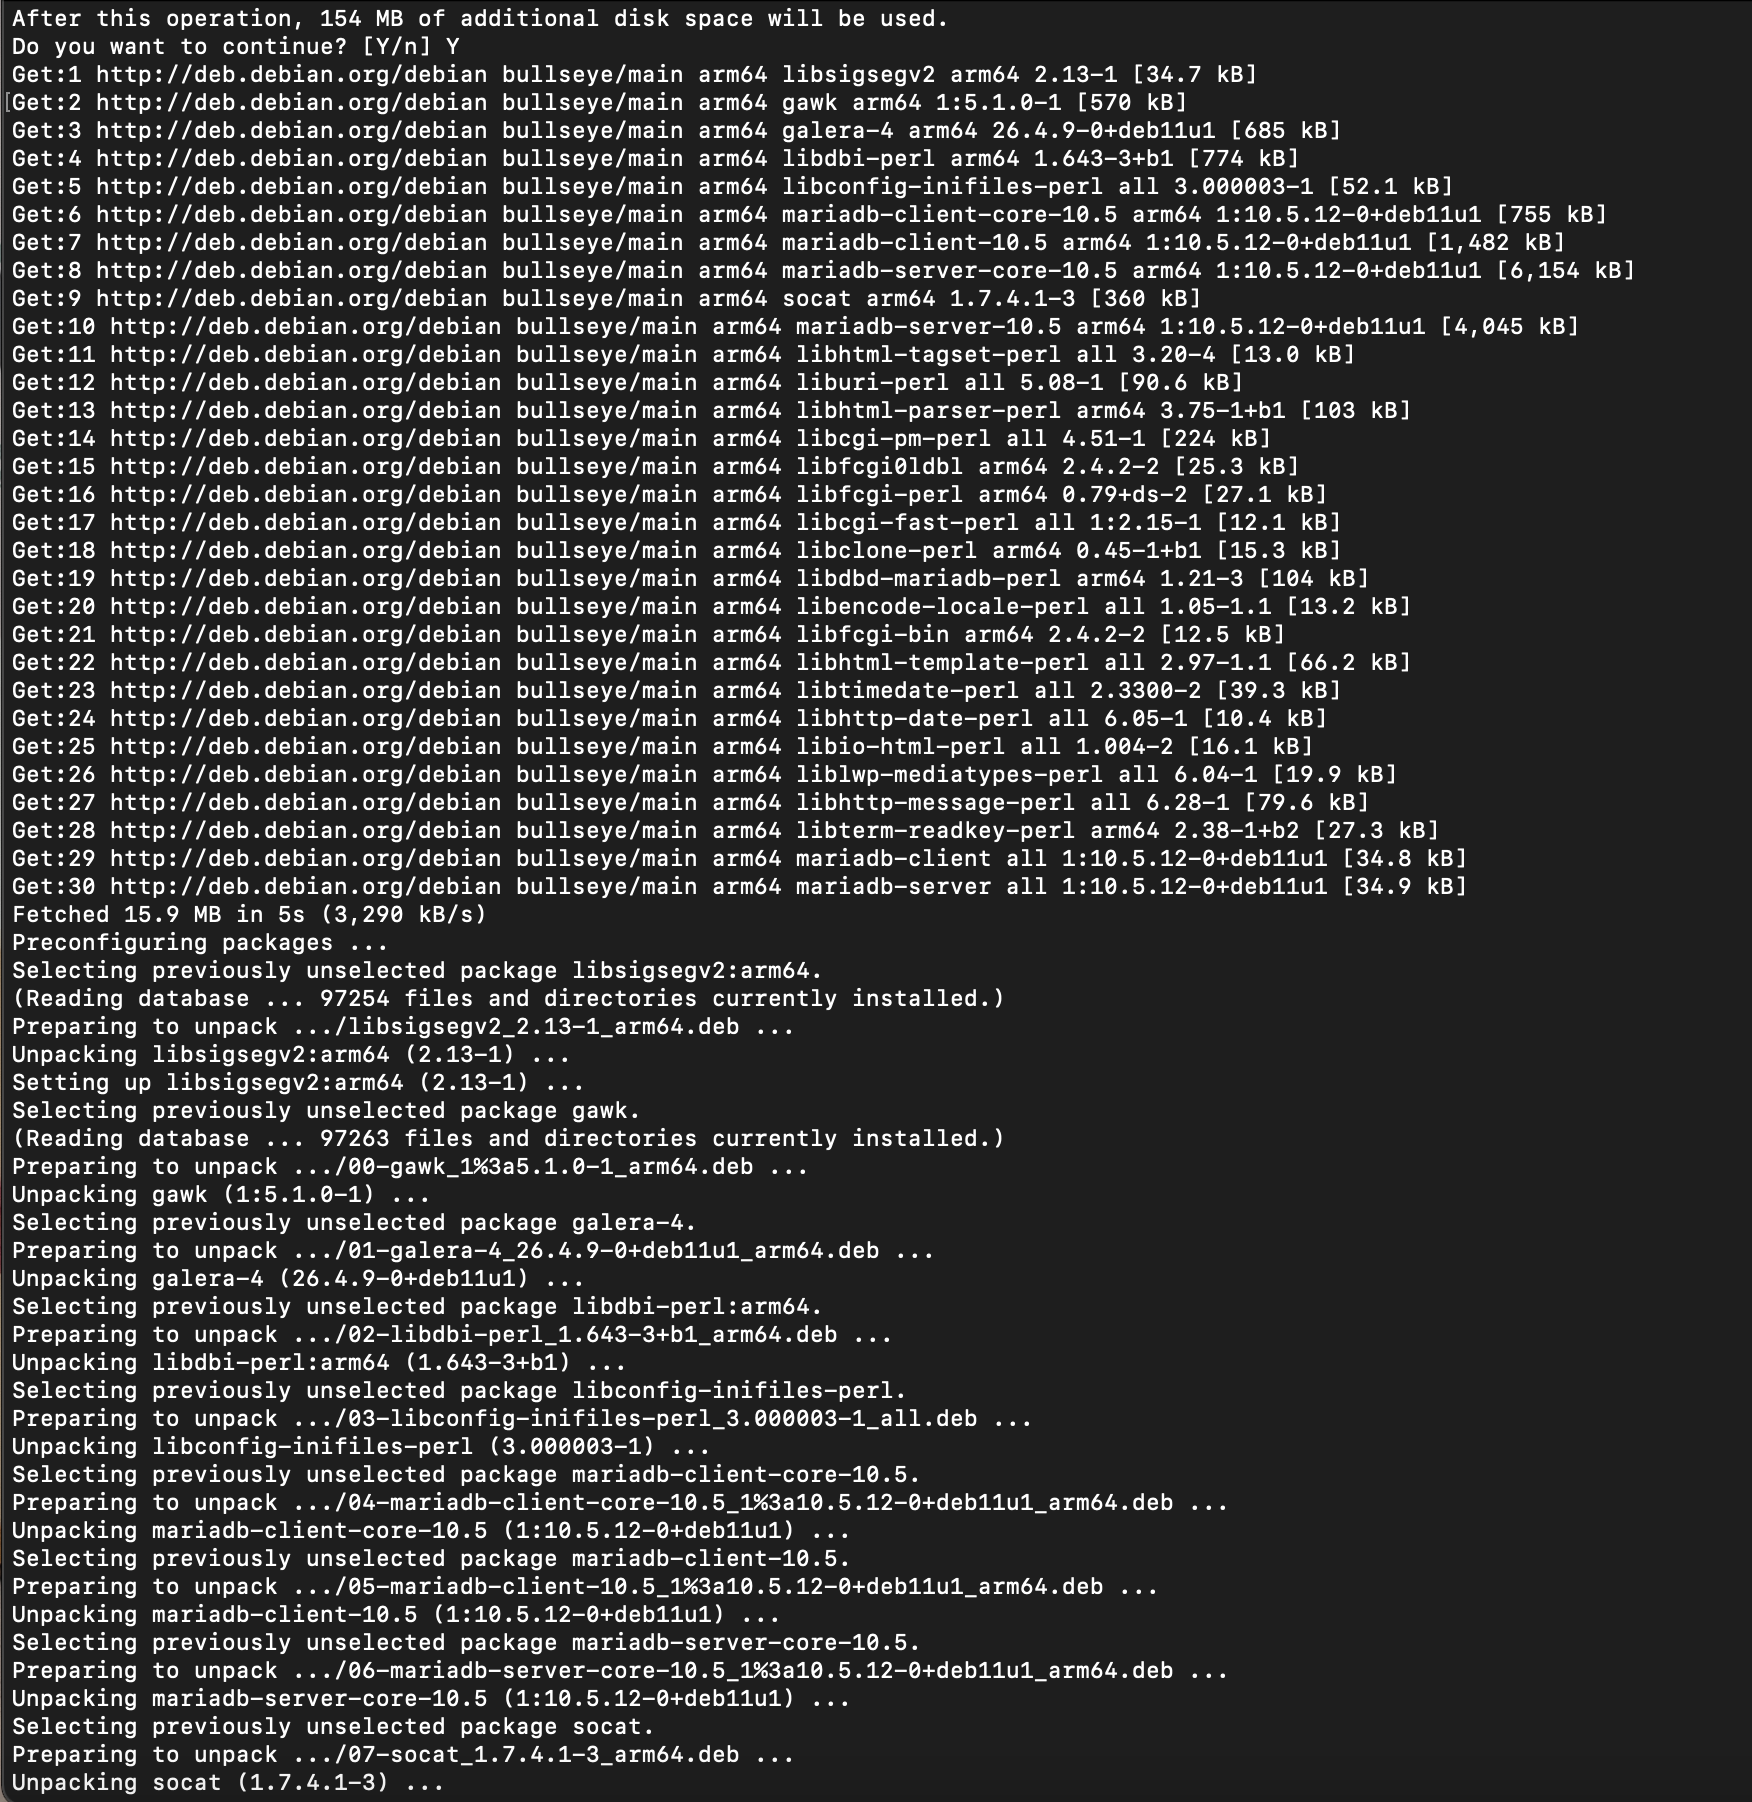 After this operation, 154 MB of additional disk space will be used.
Do you want to continue? [Y/n] Y
Get:1 http://deb.debian.org/debian bullseye/main arm64 libsigsegv2 arm64 2.13-1 [34.7 kB]
[Get:2 http://deb.debian.org/debian bullseye/main arm64 gawk arm64 1:5.1.0-1 [570 kB]
Get:3 http://deb.debian.org/debian bullseye/main arm64 galera-4 arm64 26.4.9-0+deb11u1 [685 kB]
Get:4 http://deb.debian.org/debian bullseye/main arm64 libdbi-perl arm64 1.643-3+b1 [774 kB]
Get:5 http://deb.debian.org/debian bullseye/main arm64 libconfig-inifiles-perl all 3.000003-1 [52.1 kB]
Get:6 http://deb.debian.org/debian bullseye/main arm64 mariadb-client-core-10.5 arm64 1:10.5.12-0+deb11u1 [755 kB]
Get:7 http://deb.debian.org/debian bullseye/main arm64 mariadb-client-10.5 arm64 1:10.5.12-0+deb11u1 [1,482 kB]
Get:8 http://deb.debian.org/debian bullseye/main arm64 mariadb-server-core-10.5 arm64 1:10.5.12-0+deb11u1 [6,154 kB]
Get:9 http://deb.debian.org/debian bullseye/main arm64 socat arm64 1.7.4.1-3 [360 kB]
Get:10 http://deb.debian.org/debian bullseye/main arm64 mariadb-server-10.5 arm64 1:10.5.12-0+deb11u1 [4,045 kB]
Get:11 http://deb.debian.org/debian bullseye/main arm64 libhtml-tagset-perl all 3.20-4 [13.0 kB]
Get:12 http://deb.debian.org/debian bullseye/main arm64 liburi-perl all 5.08-1 [90.6 kB]
Get:13 http://deb.debian.org/debian bullseye/main arm64 libhtml-parser-perl arm64 3.75-1+b1 [103 kB]
Get:14 http://deb.debian.org/debian bullseye/main arm64 libcgi-pm-perl all 4.51-1 [224 kB]
Get:15 http://deb.debian.org/debian bullseye/main arm64 libfcgi0ldbl arm64 2.4.2-2 [25.3 kB]
Get:16 http://deb.debian.org/debian bullseye/main arm64 libfcgi-perl arm64 0.79+ds-2 [27.1 kB]
Get:17 http://deb.debian.org/debian bullseye/main arm64 libcgi-fast-perl all 1:2.15-1 [12.1 kB]
Get:18 http://deb.debian.org/debian bullseye/main arm64 libclone-perl arm64 0.45-1+b1 [15.3 kB]
Get:19 http://deb.debian.org/debian bullseye/main arm64 libdbd-mariadb-perl arm64 1.21-3 [104 kB]
Get:20 http://deb.debian.org/debian bullseye/main arm64 libencode-locale-perl all 1.05-1.1 [13.2 kB]
Get:21 http://deb.debian.org/debian bullseye/main arm64 libfcgi-bin arm64 2.4.2-2 [12.5 kB]
Get:22 http://deb.debian.org/debian bullseye/main arm64 libhtml-template-perl all 2.97-1.1 [66.2 kB]
Get:23 http://deb.debian.org/debian bullseye/main arm64 libtimedate-perl all 2.3300-2 [39.3 kB]
Get:24 http://deb.debian.org/debian bullseye/main arm64 libhttp-date-perl all 6.05-1 [10.4 kB]
Get:25 http://deb.debian.org/debian bullseye/main arm64 libio-html-perl all 1.004-2 [16.1 kB]
Get:26 http://deb.debian.org/debian bullseye/main arm64 liblwp-mediatypes-perl all 6.04-1 [19.9 kB]
Get:27 http://deb.debian.org/debian bullseye/main arm64 libhttp-message-perl all 6.28-1 [79.6 kB]
Get:28 http://deb.debian.org/debian bullseye/main arm64 libterm-readkey-perl arm64 2.38-1+b2 [27.3 kB]
Get:29 http://deb.debian.org/debian bullseye/main arm64 mariadb-client all 1:10.5.12-0+deb11u1 [34.8 kB]
Get:30 http://deb.debian.org/debian bullseye/main arm64 mariadb-server all 1:10.5.12-0+deb11u1 [34.9 kB]
Fetched 15.9 MB in 5s (3,290 kB/s)
Preconfiguring packages ...
Selecting previously unselected package libsigsegv2:arm64.
(Reading database ... 97254 files and directories currently installed.)
Preparing to unpack .../libsigsegv2_2.13-1_arm64.deb ...
Unpacking libsigsegv2:arm64 (2.13-1) ...
Setting up libsigsegv2:arm64 (2.13-1) ...
Selecting previously unselected package gawk.
(Reading database ... 97263 files and directories currently installed.)
Preparing to unpack .../00-gawk_1%3a5.1.0-1_arm64.deb ...
Unpacking gawk (1:5.1.0-1) ...
Selecting previously unselected package galera-4.
Preparing to unpack .../01-galera-4_26.4.9-0+deb11u1_arm64.deb ...
Unpacking galera-4 (26.4.9-0+deb11u1) ...
Selecting previously unselected package libdbi-perl:arm64.
Preparing to unpack .../02-libdbi-perl_1.643-3+b1_arm64.deb ...
Unpacking libdbi-perl:arm64 (1.643-3+b1) ...
Selecting previously unselected package libconfig-inifiles-perl.
Preparing to unpack .../03-libconfig-inifiles-perl_3.000003-1_all.deb ...
Unpacking libconfig-inifiles-perl (3.000003-1) ...
Selecting previously unselected package mariadb-client-core-10.5.
Preparing to unpack .../04-mariadb-client-core-10.5_1%3a10.5.12-0+deb11u1_arm64.deb ...
Unpacking mariadb-client-core-10.5 (1:10.5.12-0+deb11u1) ...
Selecting previously unselected package mariadb-client-10.5.
Preparing to unpack .../05-mariadb-client-10.5_1%3a10.5.12-0+deb11u1_arm64.deb ...
Unpacking mariadb-client-10.5 (1:10.5.12-0+deb11u1) ...
Selecting previously unselected package mariadb-server-core-10.5.
Preparing to unpack .../06-mariadb-server-core-10.5_1%3a10.5.12-0+deb11u1_arm64.deb ...
Unpacking mariadb-server-core-10.5 (1:10.5.12-0+deb11u1) ...
Selecting previously unselected package socat.
Preparing to unpack .../07-socat_1.7.4.1-3_arm64.deb ...
Unpacking socat (1.7.4.1-3) ...